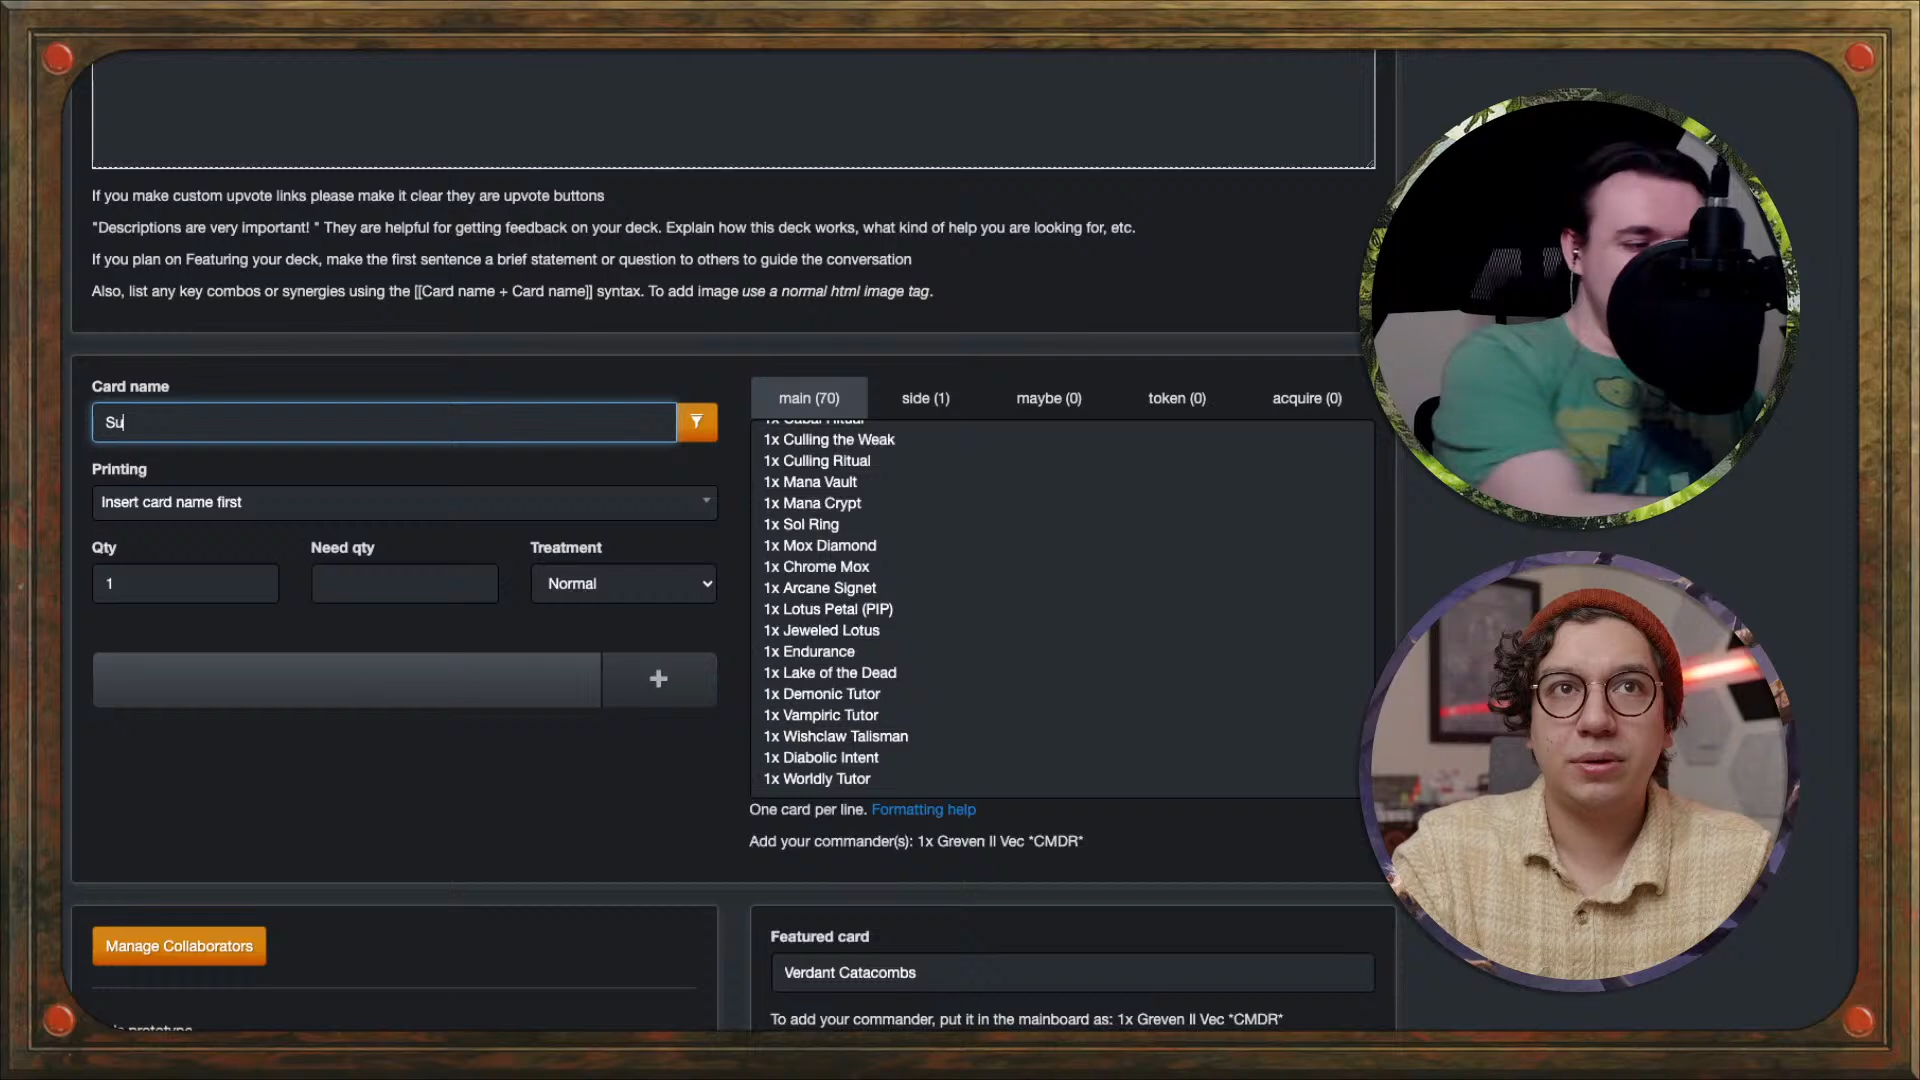 If you make custom upvote links please make it clear they are upvote buttons
"Descriptions are very important! " They are helpful for getting feedback on your deck. Explain how this deck works, what kind of help you are looking for, etc.
If you plan on Featuring your deck, make the first sentence a brief statement or question to others to guide the conversation
Also, list any key combos or synergies using the [[Card name + Card name]] syntax. To add image use a normal html image tag.
Card name
Su
Printing
Insert card name first
Qty
Need qty
Treatment
1
Normal
+
main (70)
side (1)
maybe (0)
token (0)
acquire (0)
1x Cabal Ritual
1x Culling the Weak
1x Culling Ritual
1x Mana Vault
1x Mana Crypt
1x Sol Ring
1x Mox Diamond
1x Chrome Mox
1x Arcane Signet
1x Lotus Petal (PIP)
1x Jeweled Lotus
1x Endurance
1x Lake of the Dead
1x Demonic Tutor
1x Vampiric Tutor
1x Wishclaw Talisman
1x Diabolic Intent
1x Worldly Tutor
One card per line. Formatting help
Add your commander(s): 1x Greven Il Vec *CMDR*
Manage Collaborators
prototype
Featured card
Verdant Catacombs
To add your commander, put it in the mainboard as: 1x Greven Il Vec *CMDR*